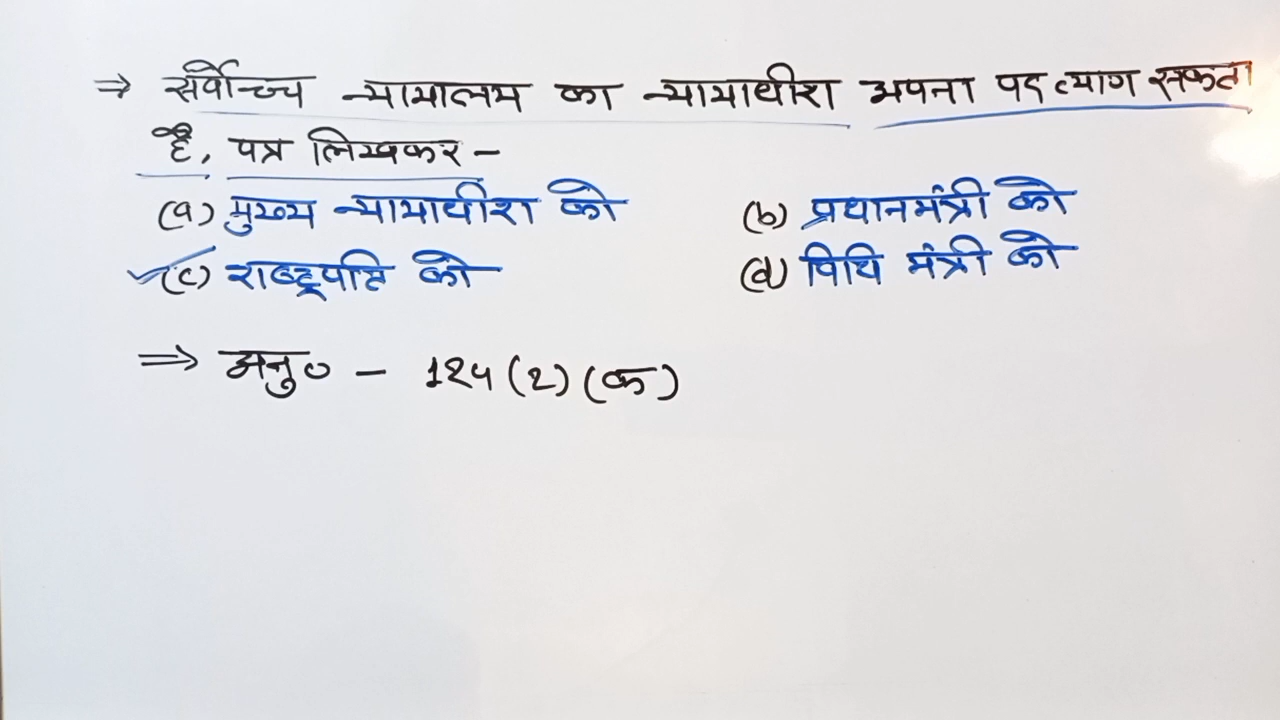 ⇒ सर्वोच्च न्यायालय का न्यायाधीश अपना पद त्याग सकता
है, पत्र लिखकर –
(a) मुख्य न्यायाधीश को (b) प्रधानमंत्री को
(c) राष्ट्रपति को (d) विधि मंत्री को
⇒ अनु० – 124 (2) (क)